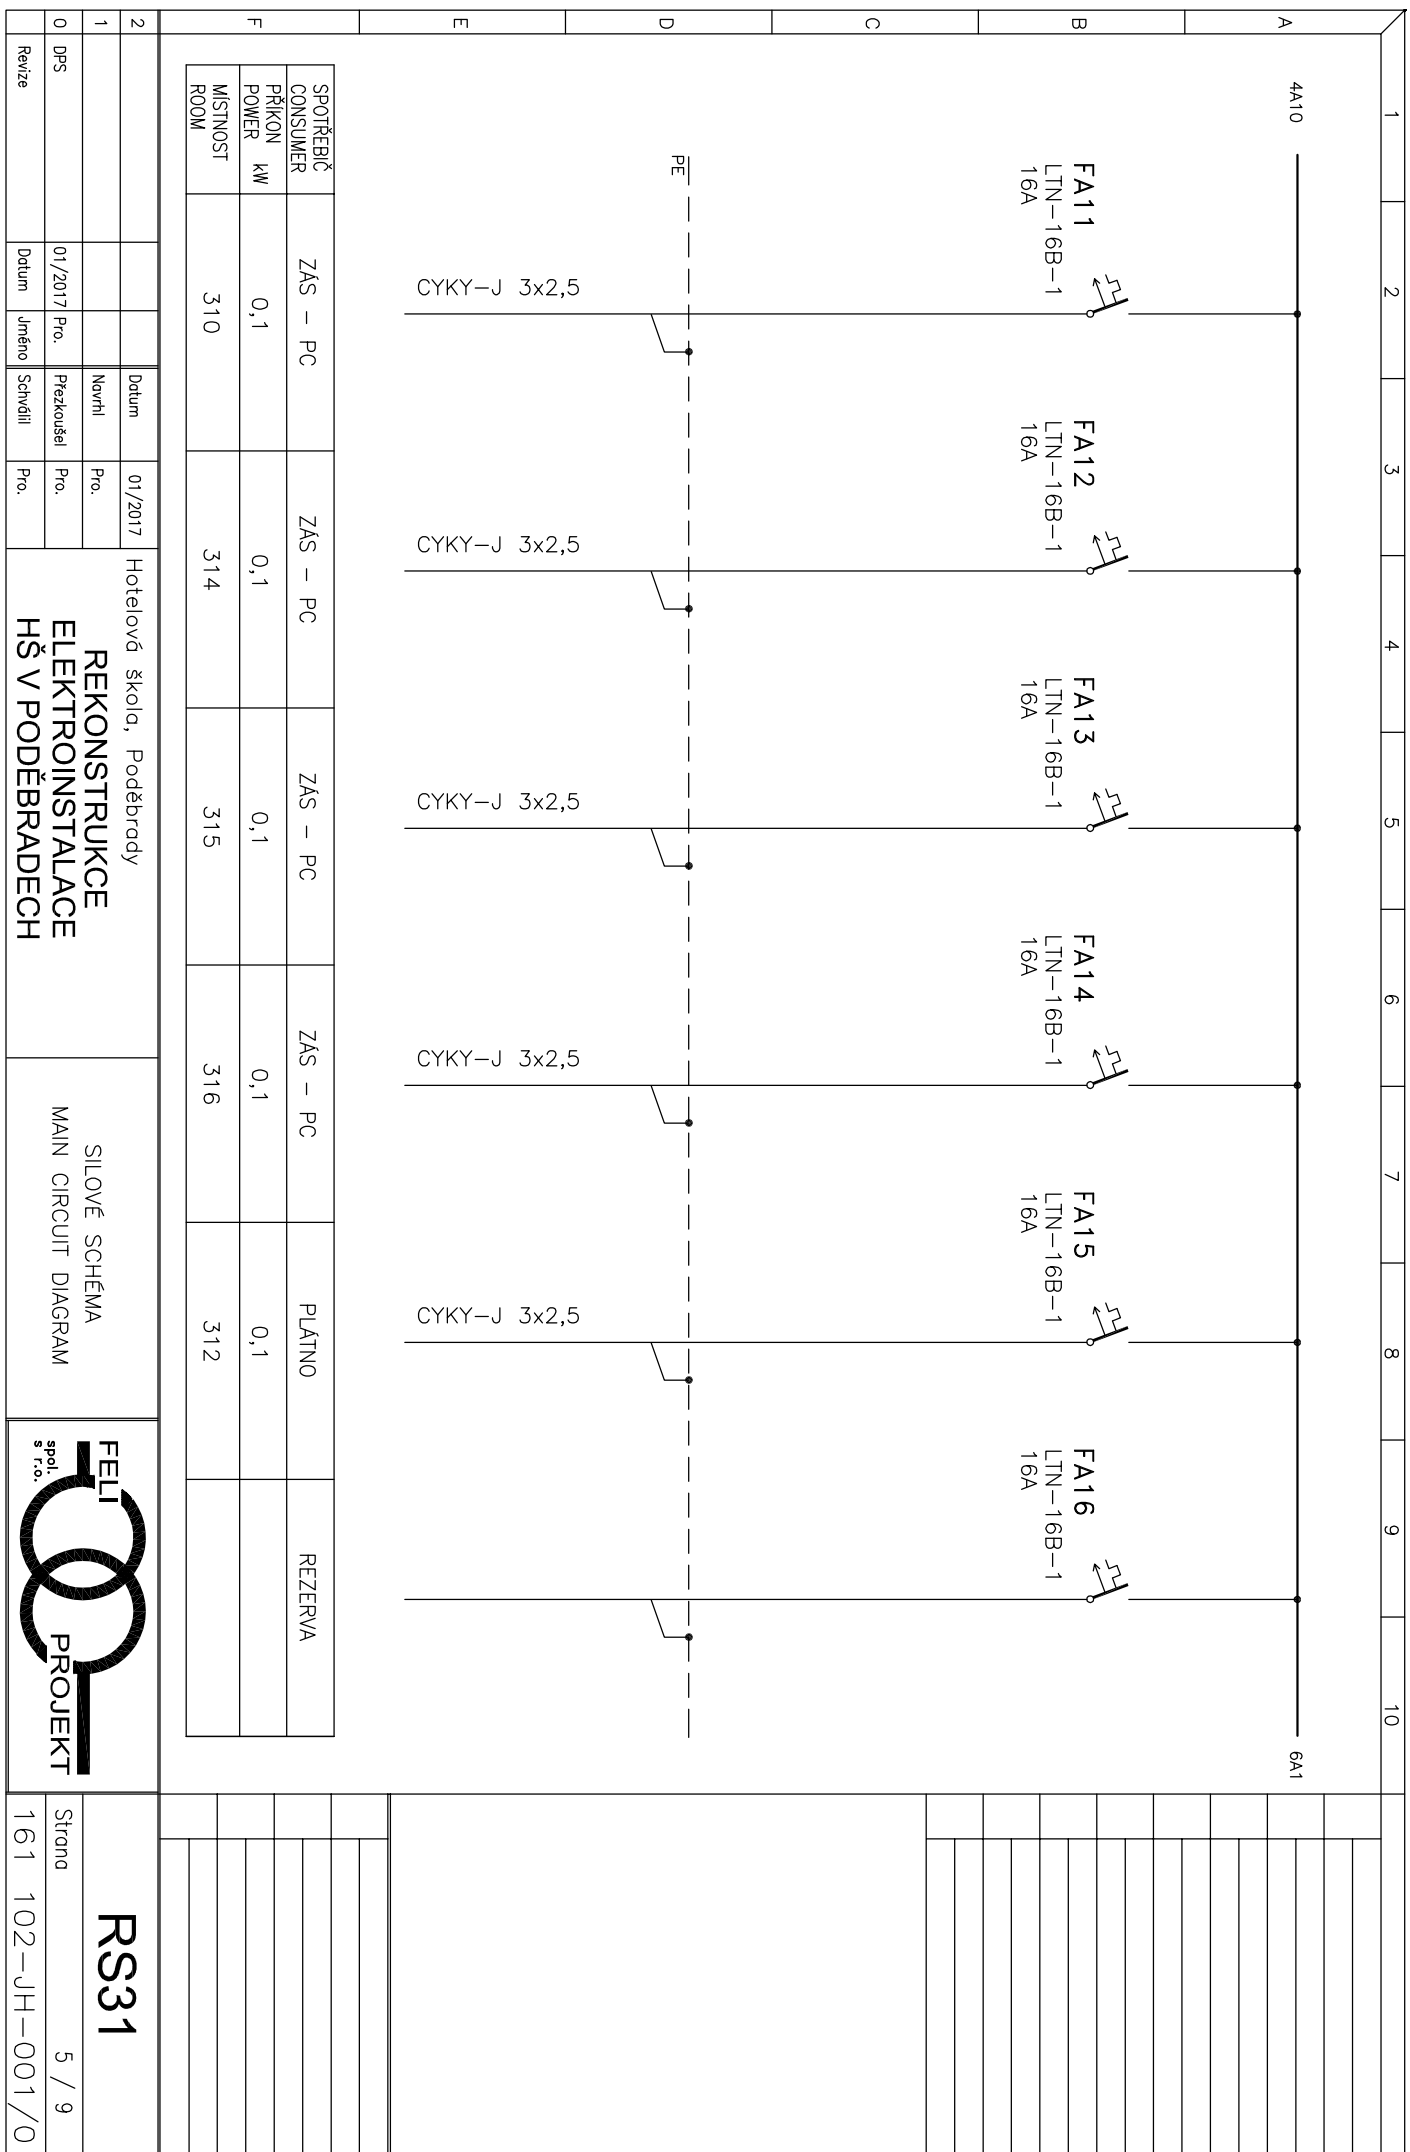 1 2 3 4 5 6 7 8 9 10
A
B
C
D
E
F
4A10
6A1
FA11
LTN-16B-1
16A
FA12
LTN-16B-1
16A
FA13
LTN-16B-1
16A
FA14
LTN-16B-1
16A
FA15
LTN-16B-1
16A
FA16
LTN-16B-1
16A
PE
CYKY-J 3x2,5
CYKY-J 3x2,5
CYKY-J 3x2,5
CYKY-J 3x2,5
CYKY-J 3x2,5
SPOTŘEBIČ
CONSUMER
ZÁS - PC
ZÁS - PC
ZÁS - PC
ZÁS - PC
PLÁTNO
REZERVA
PŘÍKON
POWER kW
0,1
0,1
0,1
0,1
0,1
MÍSTNOST
ROOM
310
314
315
316
312
2
1
0 DPS 01/2017 Pro.
Revize Datum Jméno
Datum 01/2017
Navrhl Pro.
Přezkoušel Pro.
Schválil Pro.
Hotelová škola, Poděbrady
REKONSTRUKCE
ELEKTROINSTALACE
HŠ V PODĚBRADECH
SILOVÉ SCHÉMA
MAIN CIRCUIT DIAGRAM
FELI
spol.
s r.o.
PROJEKT
RS31
Strana 5 / 9
161 102-JH-001/0